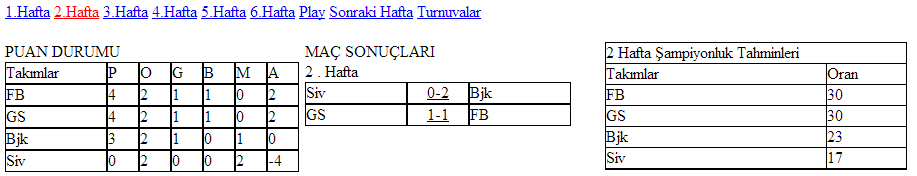 1.Hafta 2.Hafta 3.Hafta 4.Hafta 5.Hafta 6.Hafta Play Sonraki Hafta Turnuvalar
PUAN DURUMU
Takımlar P O G B M A
FB 4 2 1 1 0 2
GS 4 2 1 1 0 2
Bjk 3 2 1 0 1 0
Siv 0 2 0 0 2 -4
MAÇ SONUÇLARI
2 . Hafta
Siv 0-2 Bjk
GS 1-1 FB
2 Hafta Şampiyonluk Tahminleri
Takımlar Oran
FB 30
GS 30
Bjk 23
Siv 17